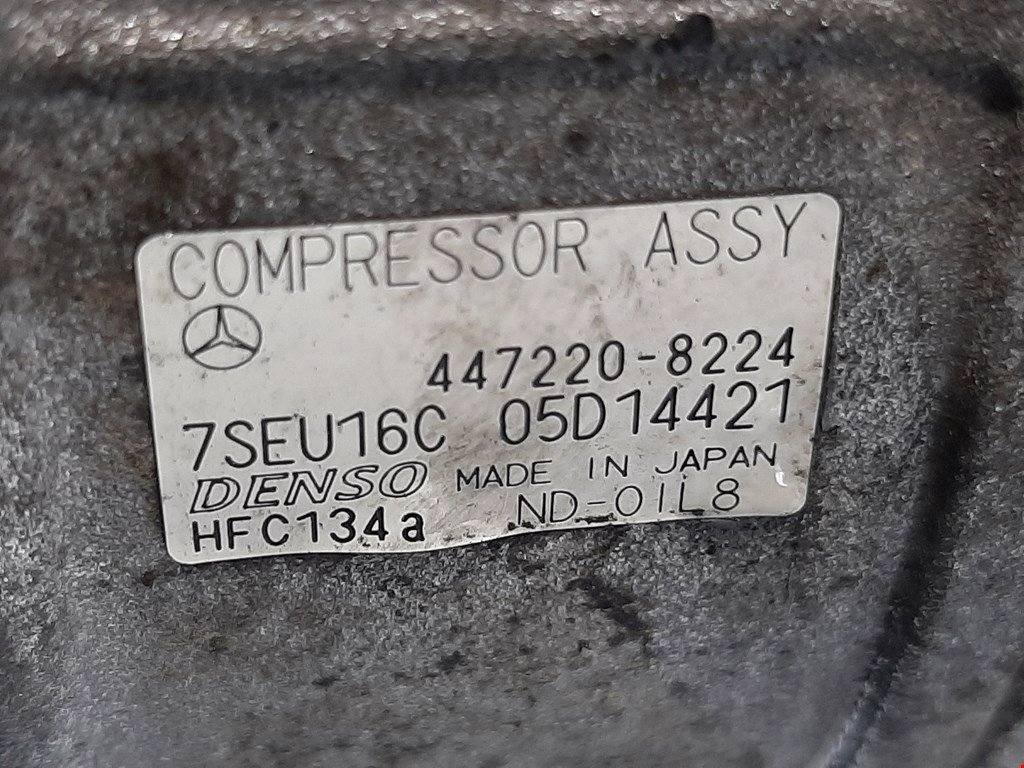 COMPRESSOR ASSY
447220-8224
7SEU16C 05D14421
DENSO MADE IN JAPAN
HFC134a ND-OIL8